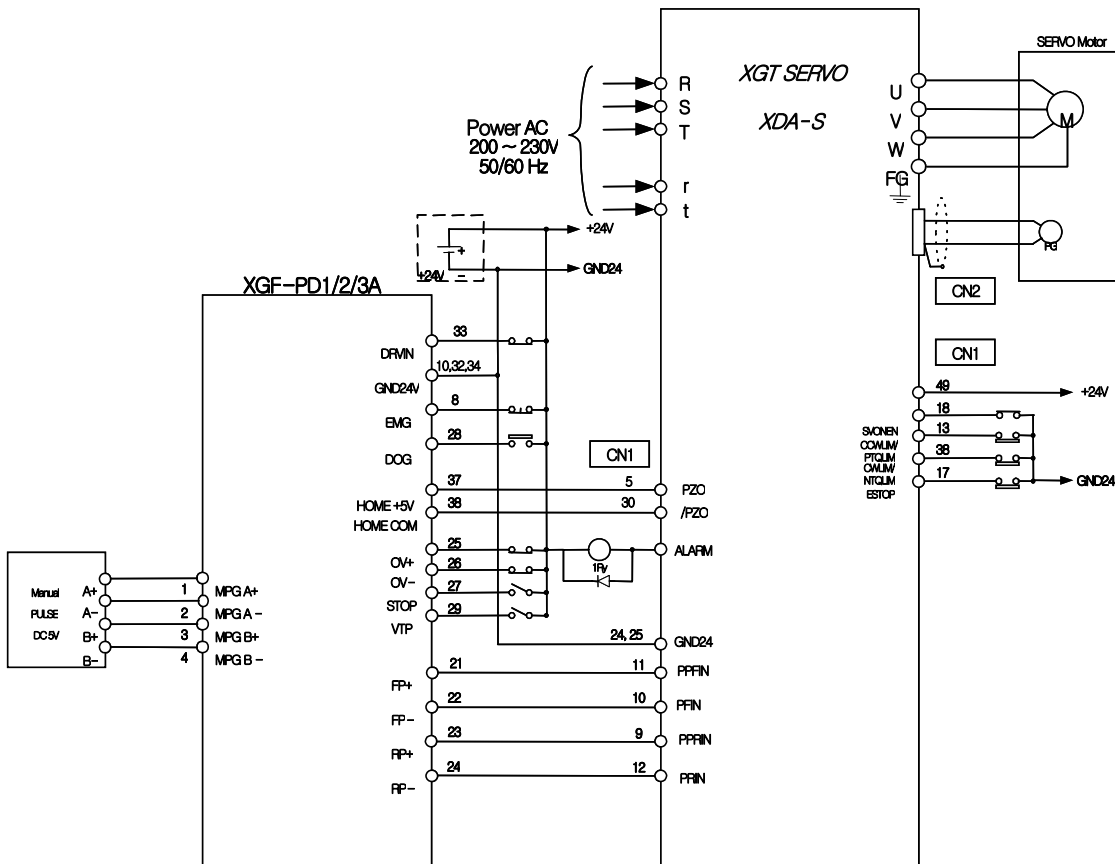 XGT SERVO
XDA-S
SERVO Motor
R
S
T
r
t
Power AC
200 ~ 230V
50/60 Hz
U
V
W
FG
M
PG
CN2
CN1
+24V
GND24
+24V
+
-
XGF-PD1/2/3A
33
DRVIN
10,32,34
GND24V
8
EMG
28
DOG
37
HOME +5V
38
HOME COM
25
OV+
26
OV-
27
STOP
29
VTP
21
FP+
22
FP-
23
RP+
24
RP-
CN1
5
PZO
30
/PZO
1Ry
ALARM
24, 25
GND24
11
PPFIN
10
PFIN
9
PPRIN
12
PRIN
49
+24V
18
SVONEN
13
CCWLIM/
PTQLIM
38
CWLIM/
NTQLIM
17
ESTOP
GND24
Manual
PULSE
DC 5V
A+
A-
B+
B-
1
2
3
4
MPG A+
MPG A-
MPG B+
MPG B-